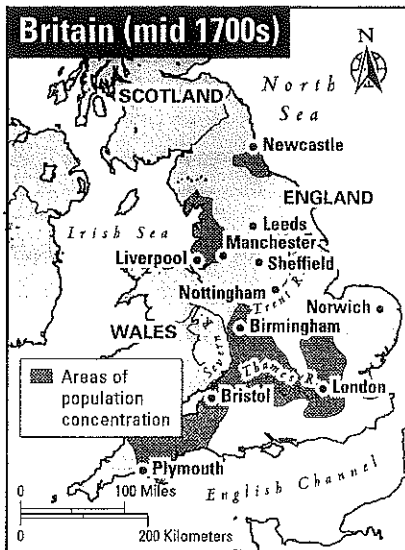 Britain (mid 1700s)
N
SCOTLAND
North
Sea
Newcastle
ENGLAND
Irish Sea
Leeds
Manchester
Liverpool
Sheffield
Nottingham
Trent R.
Norwich
WALES
Birmingham
Severn R.
Areas of
population
concentration
Thames R.
London
Bristol
Plymouth
English Channel
0 100 Miles
0 200 Kilometers